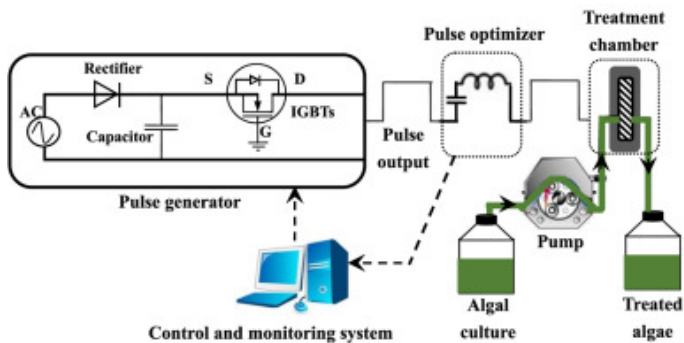 Treatment
chamber
Pulse optimizer
Rectifier
S
D
AC
IGBTs
Capacitor
G
Pulse
output
Pulse generator
Pump
Algal
culture
Treated
algae
Control and monitoring system